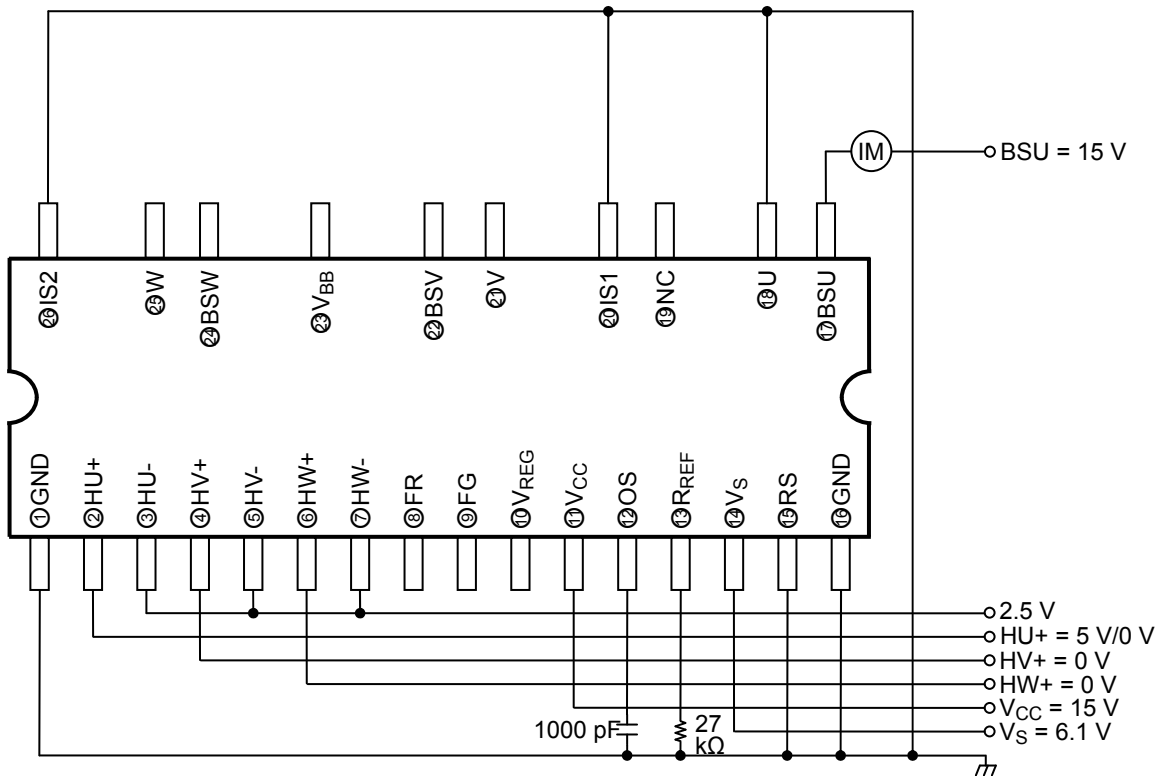 IM
BSU = 15 V
㉖IS2
㉕W
㉔BSW
㉓VBB
㉒BSV
㉑V
⑳IS1
⑲NC
⑱U
⑰BSU
①GND
②HU+
③HU-
④HV+
⑤HV-
⑥HW+
⑦HW-
⑧FR
⑨FG
⑩VREG
⑪VCC
⑫OS
⑬RREF
⑭VS
⑮RS
⑯GND
2.5 V
HU+ = 5 V/0 V
HV+ = 0 V
HW+ = 0 V
VCC = 15 V
VS = 6.1 V
1000 pF
27
kΩ